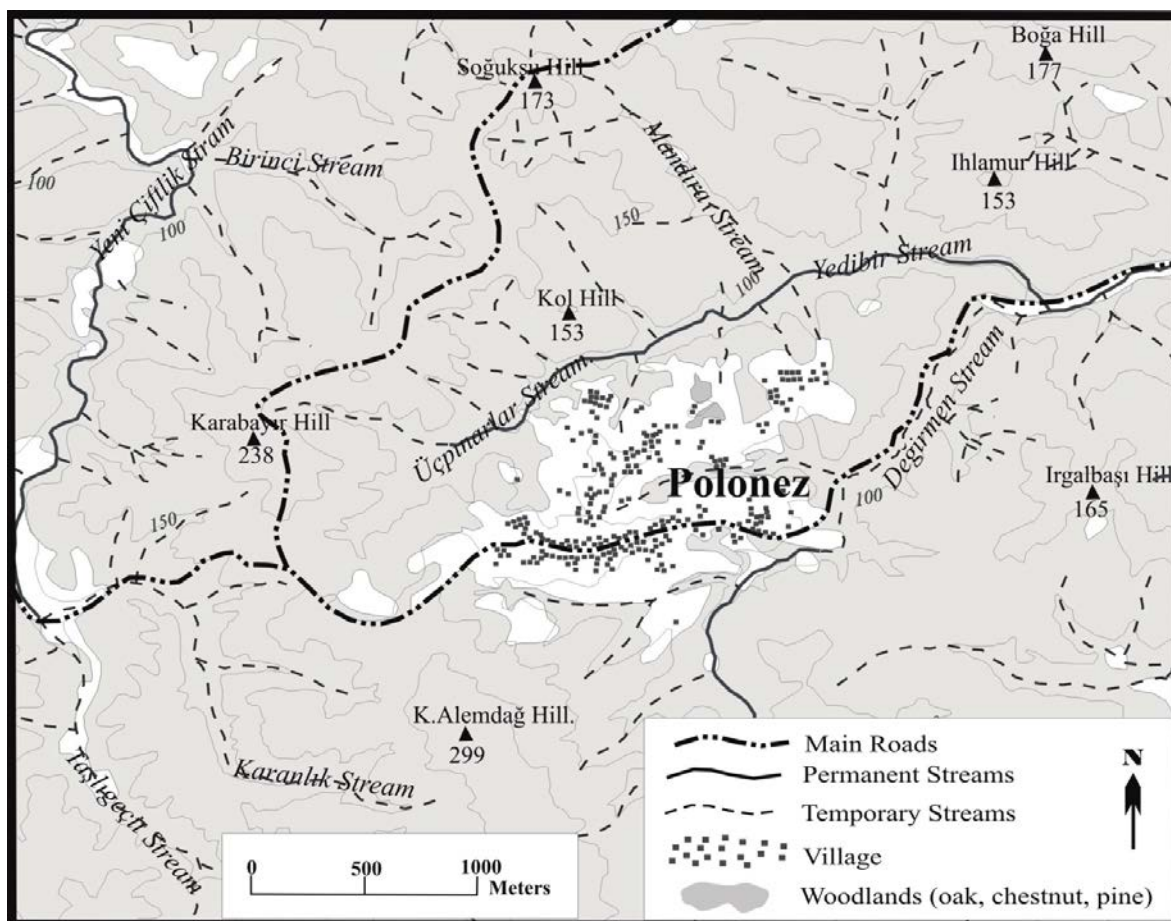 Boğa Hill
177
Soğuksu Hill
173
Mandırar Stream
Yeni Çiftlik Stram
Birinci Stream
100
Ihlamur Hill
153
150
100
Yedibir Stream
100
Kol Hill
153
Üçpınarlar Stream.
Değirmen Stream
Karabayır Hill
238
Polonez
100
Irgalbaşı Hill
165
150
K.Alemdağ Hill.
299
Karanlık Stream
Taşlıgeçit Stream
0 500 1000
Meters
Main Roads
Permanent Streams
Temporary Streams
Village
Woodlands (oak, chestnut, pine)
N